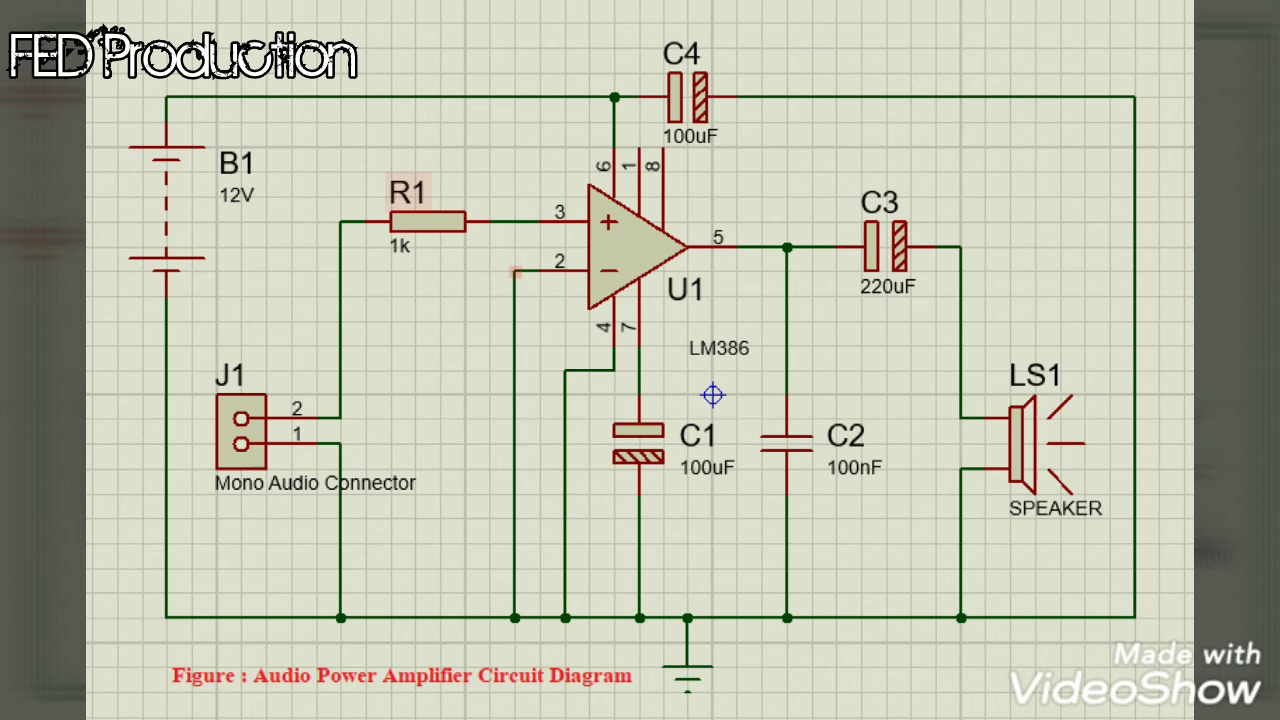 FED Production
C4
100uF
B1
12V
6
1
8
R1
1k
3
2
5
C3
220uF
U1
4
7
LM386
J1
2
1
Mono Audio Connector
C1
100uF
C2
100nF
LS1
SPEAKER
Figure : Audio Power Amplifier Circuit Diagram
Made with
VideoShow